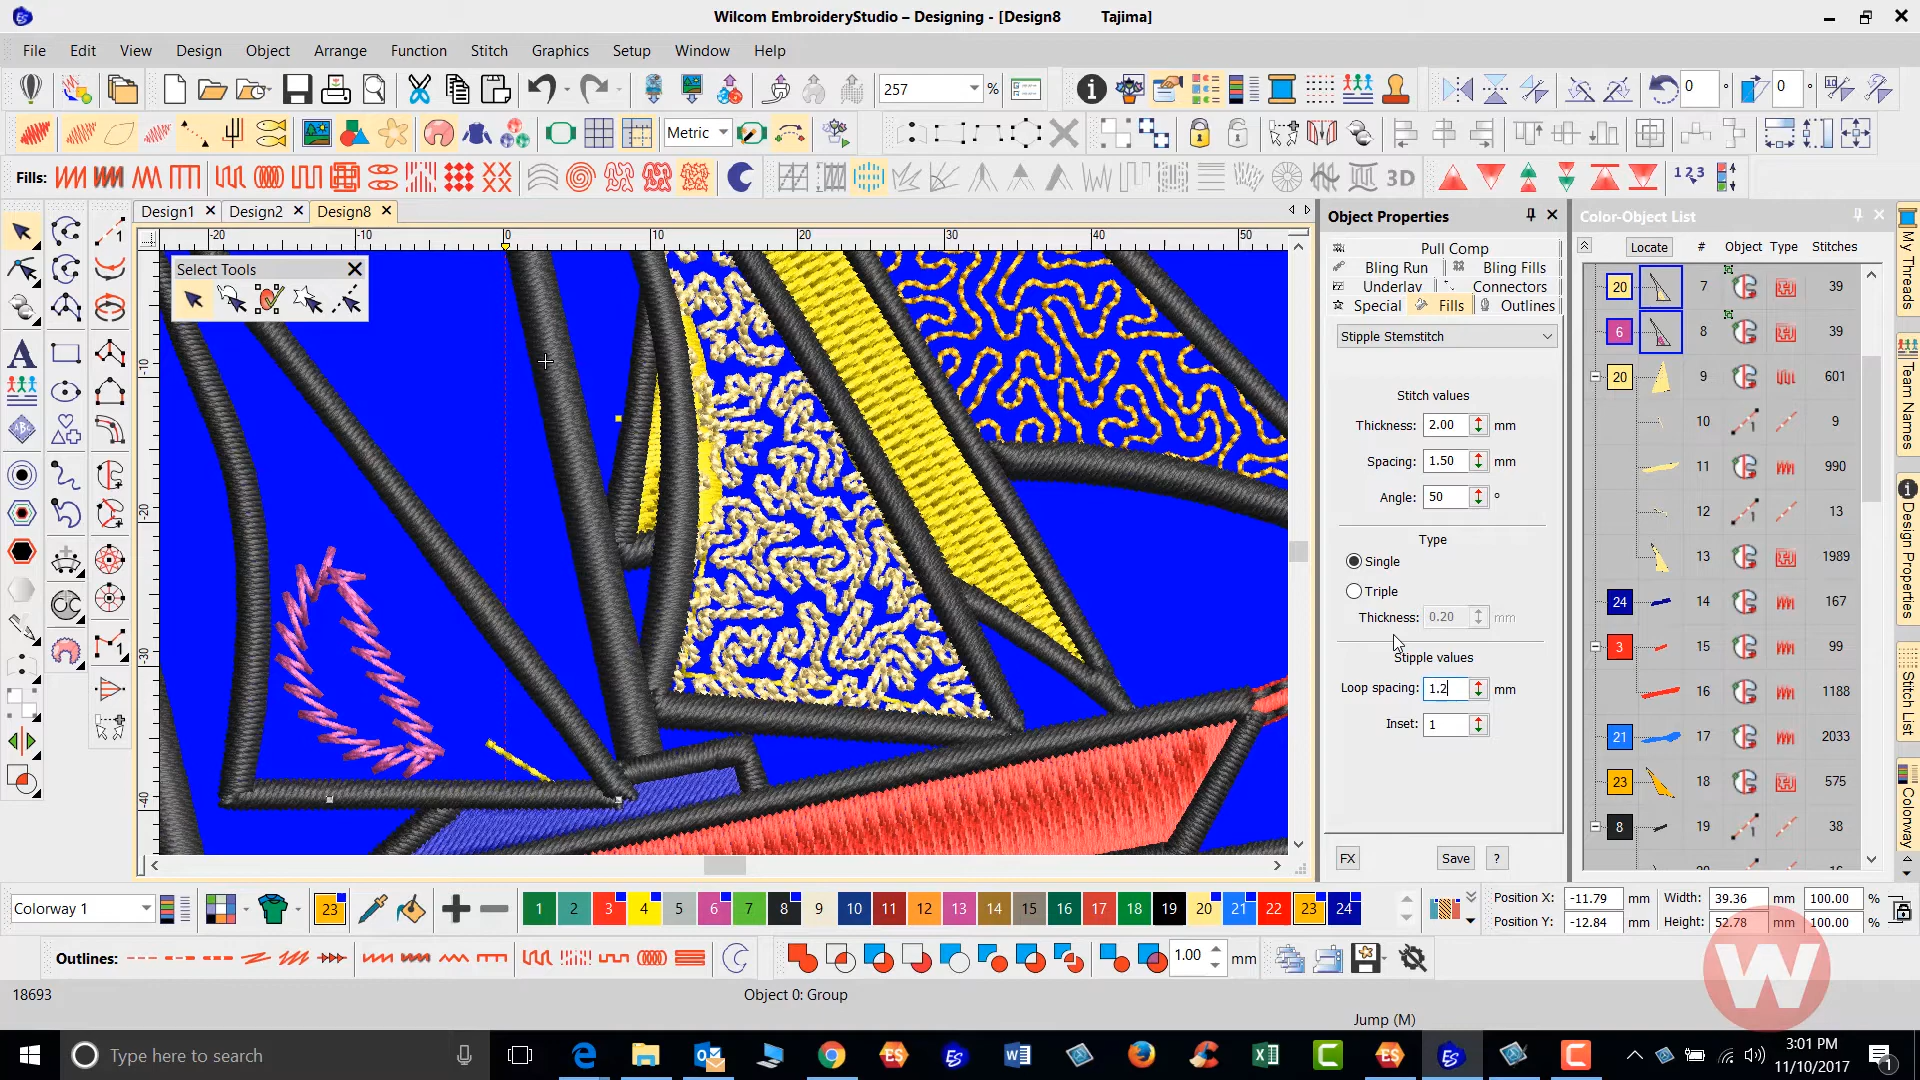 Wilcom EmbroideryStudio – Designing - [Design8 Tajima]
File Edit View Design Object Arrange Function Stitch Graphics Setup Window Help
257 % 0 ° 0 °
Metric
Fills: 3D 1 2 3
Design1 Design2 Design8
-20 -10 0 10 20 30 40 50
-10
-20
-30
-40
Select Tools
Object Properties
Pull Comp
Bling Run Bling Fills
Underlay Connectors
Special Fills Outlines
Stipple Stemstitch
Stitch values
Thickness: 2.00 mm
Spacing: 1.50 mm
Angle: 50 °
Type
Single
Triple
Thickness: 0.20 mm
Stipple values
Loop spacing: 1.2 mm
Inset: 1
FX Save ?
Color-Object List
Locate # Object Type Stitches
20 7 39
6 8 39
20 9 601
10 9
11 990
12 13
13 1989
24 14 167
3 15 99
16 1188
21 17 2033
23 18 575
8 19 38
My Threads
Team Names
Design Properties
Stitch List
Colorway
Colorway 1
23
1 2 3 4 5 6 7 8 9 10 11 12 13 14 15 16 17 18 19 20 21 22 23 24
Position X: -11.79 mm Width: 39.36 mm 100.00 %
Position Y: -12.84 mm Height: 52.78 mm 100.00 %
Outlines: 1.00 mm
W
18693 Object 0: Group
Jump (M)
Type here to search
3:01 PM
11/10/2017
1